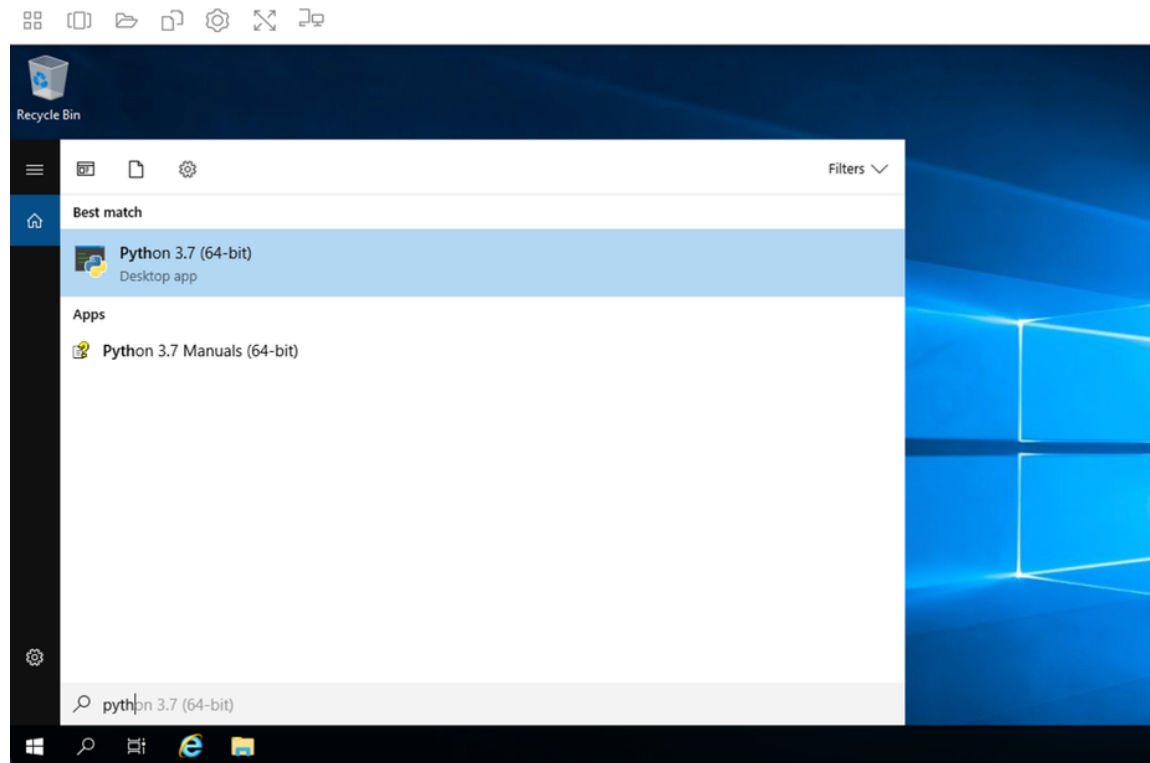 Recycle Bin
Filters
Best match
Python 3.7 (64-bit)
Desktop app
Apps
Python 3.7 Manuals (64-bit)
python 3.7 (64-bit)